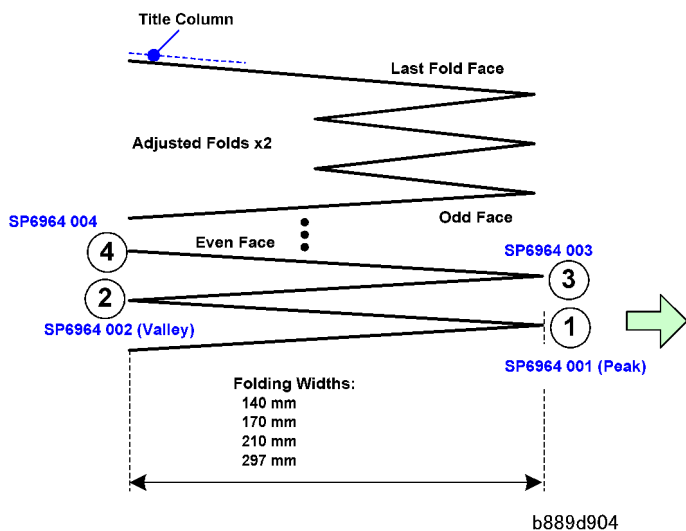 Title Column
Last Fold Face
Adjusted Folds x2
SP6964 004
Odd Face
Even Face
4
SP6964 003
3
2
1
SP6964 002 (Valley)
SP6964 001 (Peak)
Folding Widths:
140 mm
170 mm
210 mm
297 mm
b889d904